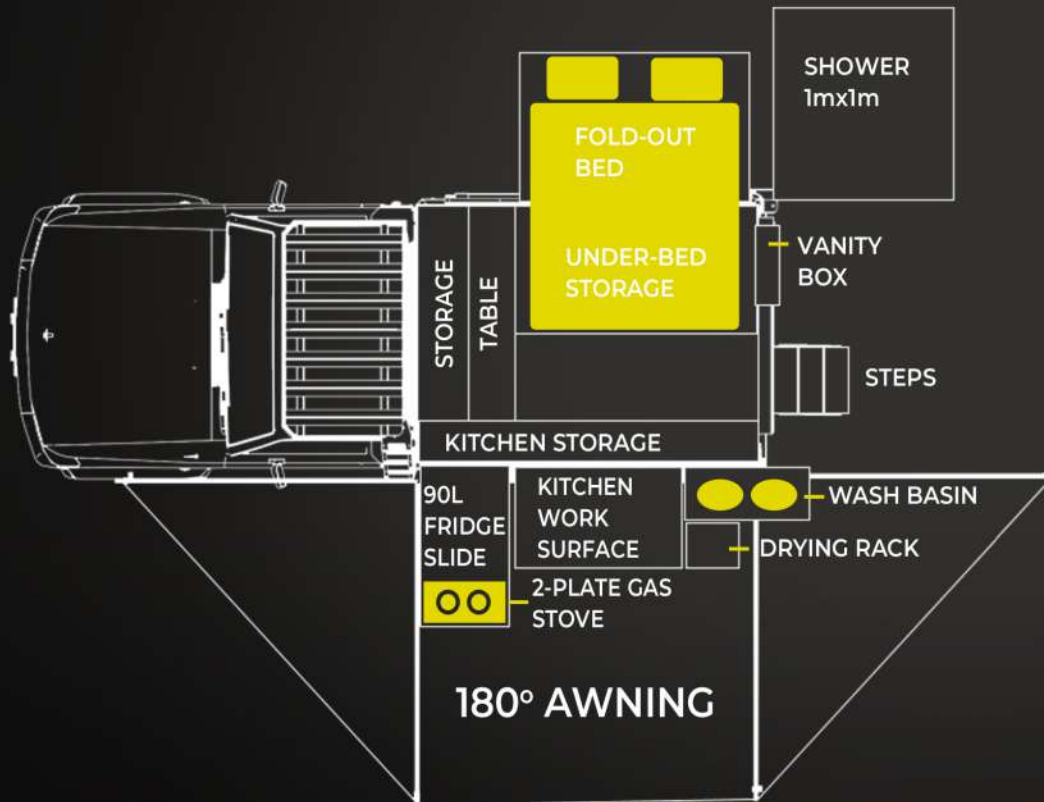 SHOWER
1mx1m
FOLD-OUT
BED
UNDER-BED
STORAGE
VANITY
BOX
STORAGE
TABLE
STEPS
KITCHEN STORAGE
90L
FRIDGE
SLIDE
KITCHEN
WORK
SURFACE
WASH BASIN
DRYING RACK
2-PLATE GAS
STOVE
180° AWNING